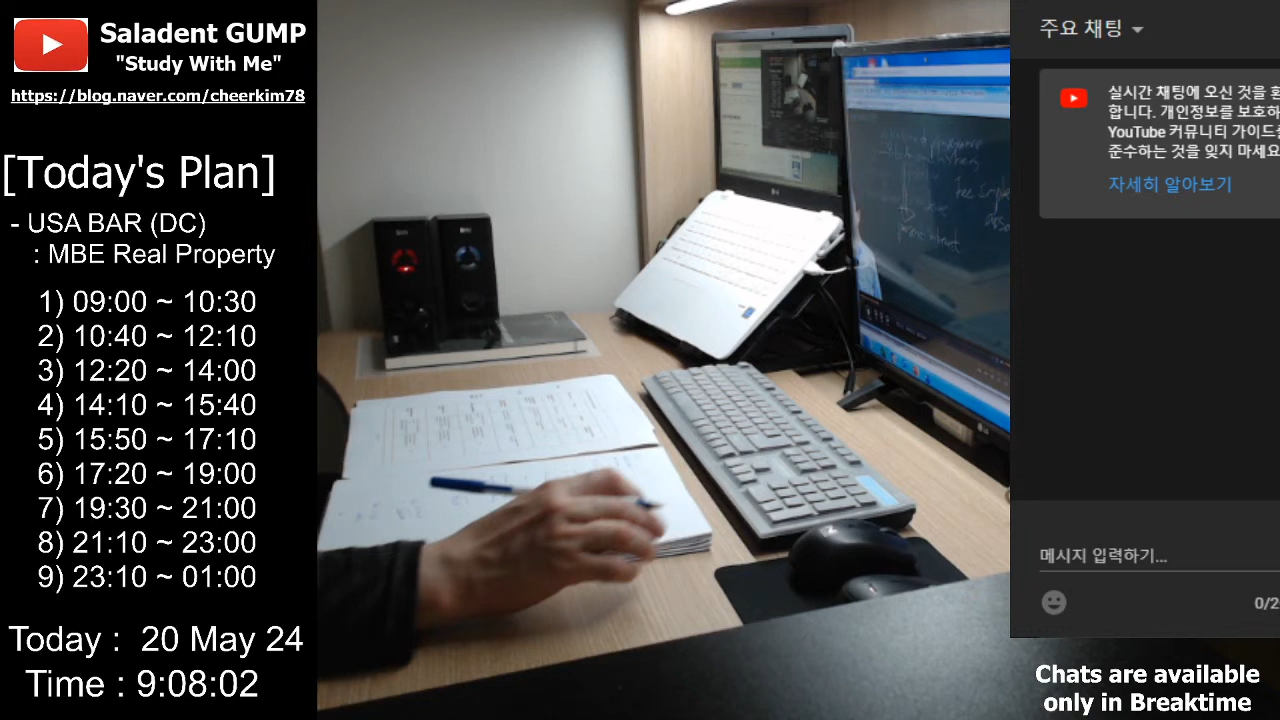 Saladent GUMP
"Study With Me"
https://blog.naver.com/cheerkim78
[Today's Plan]
- USA BAR (DC)
: MBE Real Property
1) 09:00 ~ 10:30
2) 10:40 ~ 12:10
3) 12:20 ~ 14:00
4) 14:10 ~ 15:40
5) 15:50 ~ 17:10
6) 17:20 ~ 19:00
7) 19:30 ~ 21:00
8) 21:10 ~ 23:00
9) 23:10 ~ 01:00
Today : 20 May 24
Time : 9:08:02
Fee Simple
주요 채팅
실시간 채팅에 오신 것을 환
합니다. 개인정보를 보호하
YouTube 커뮤니티 가이드
준수하는 것을 잊지 마세요
자세히 알아보기
메시지 입력하기...
0/2
Chats are available
only in Breaktime